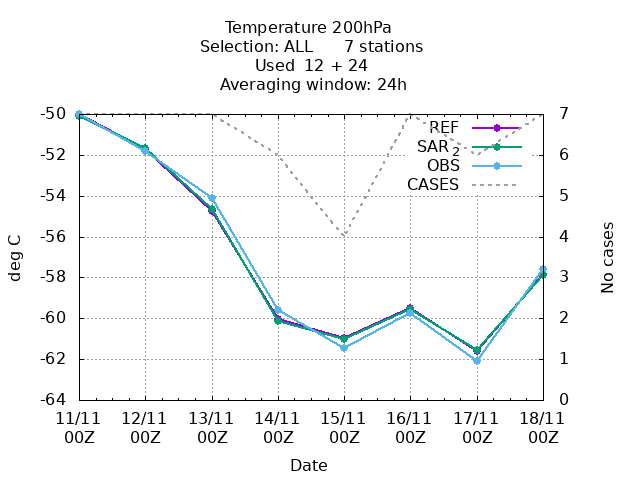 Temperature 200hPa
Selection: ALL 7 stations
Used 12 + 24
Averaging window: 24h
-50
-52
-54
-56
-58
-60
-62
-64
7
6
5
4
3
2
1
0
REF
SAR 2
OBS
CASES
deg C
No cases
11/11 12/11 13/11 14/11 15/11 16/11 17/11 18/11
00Z 00Z 00Z 00Z 00Z 00Z 00Z 00Z
Date